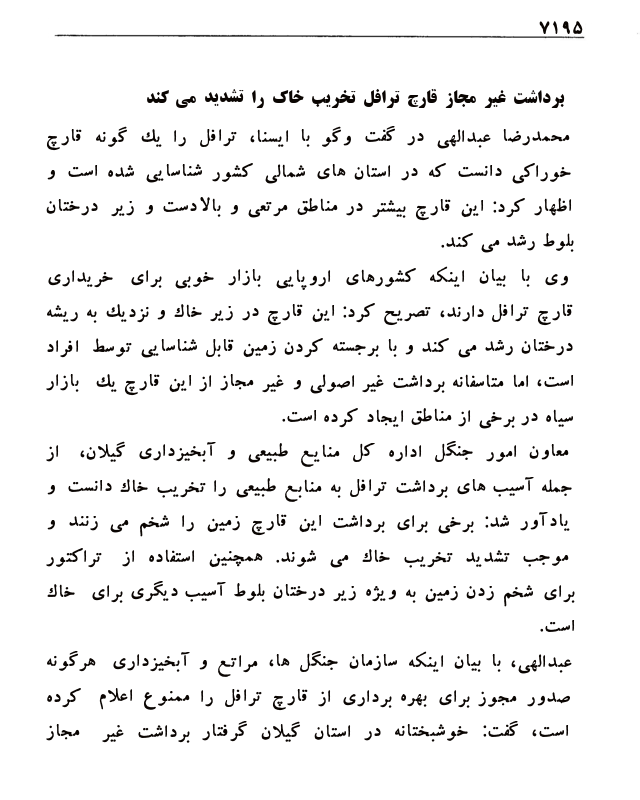 ۷۱۹۵
برداشت غیر مجاز قارچ ترافل تخریب خاک را تشدید می کند
محمدرضا عبدالهی در گفت وگو با ایسنا، ترافل را یك گونه قارچ
خوراکی دانست که در استان های شمالی کشور شناسایی شده است و
اظهار کرد: این قارچ بیشتر در مناطق مرتعی و بالادست و زیر درختان
بلوط رشد می کند.
وی با بیان اینکه کشورهای اروپایی بازار خوبی برای خریداری
قارچ ترافل دارند، تصریح کرد: این قارچ در زیر خاك و نزدیك به ریشه
درختان رشد می کند و با برجسته کردن زمین قابل شناسایی توسط افراد
است، اما متاسفانه برداشت غیر اصولی و غیر مجاز از این قارچ یك بازار
سیاه در برخی از مناطق ایجاد کرده است.
معاون امور جنگل اداره کل منابع طبیعی و آبخیزداری گیلان، از
جمله آسیب های برداشت ترافل به منابع طبیعی را تخریب خاك دانست و
یادآور شد: برخی برای برداشت این قارچ زمین را شخم می زنند و
موجب تشدید تخریب خاك می شوند. همچنین استفاده از تراکتور
برای شخم زدن زمین به ویژه زیر درختان بلوط آسیب دیگری برای خاك
است.
عبدالهی، با بیان اینکه سازمان جنگل ها، مراتع و آبخیزداری هرگونه
صدور مجوز برای بهره برداری از قارچ ترافل را ممنوع اعلام کرده
است، گفت: خوشبختانه در استان گیلان گرفتار برداشت غیر مجاز